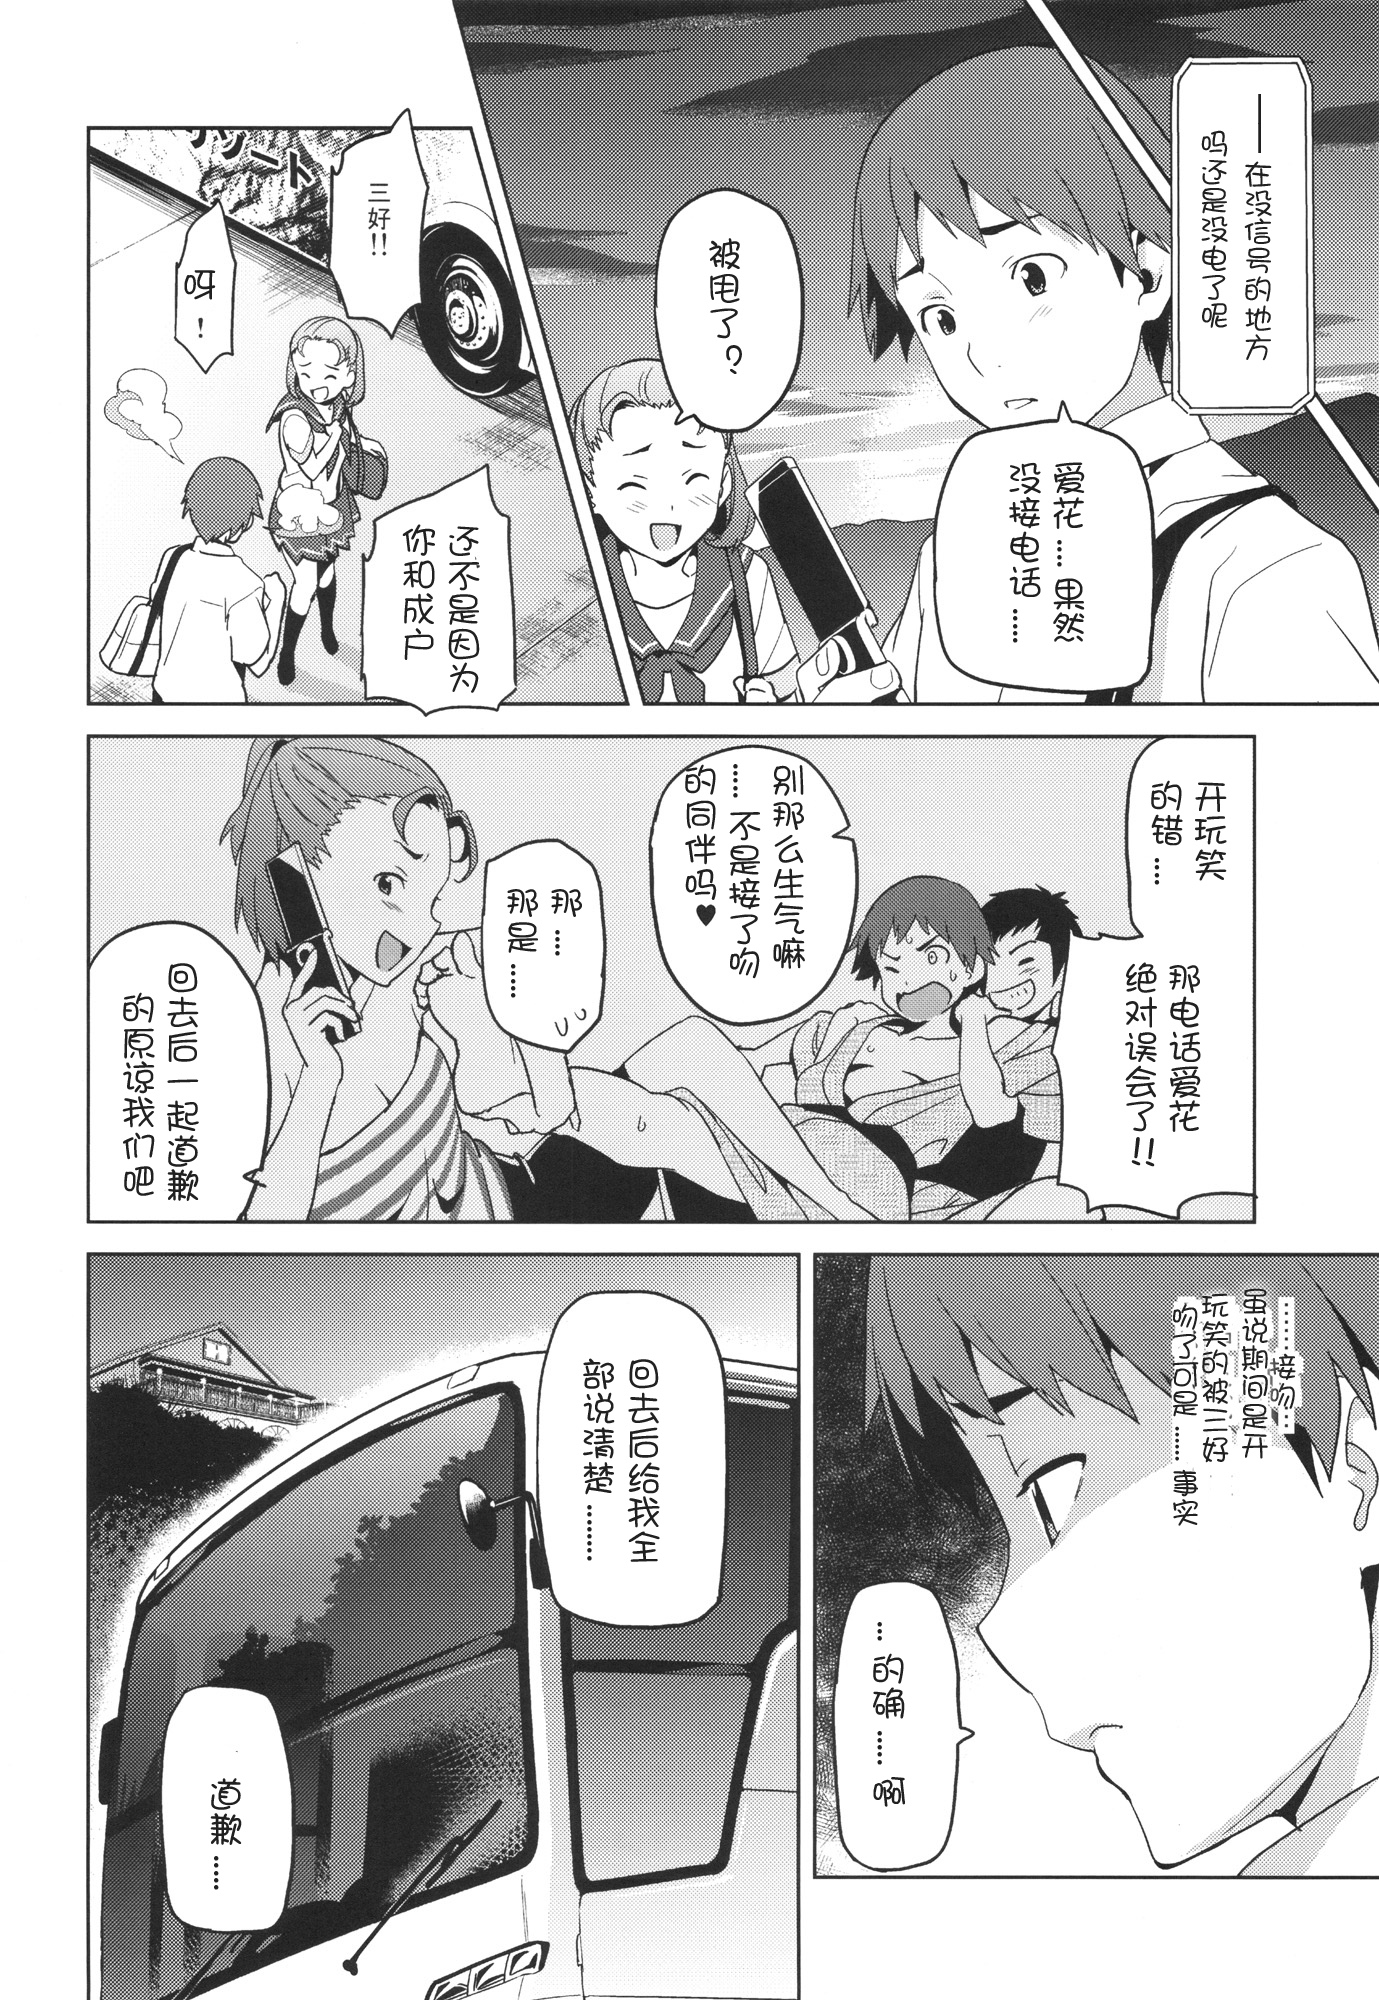 ——在没信号的地方
吗还是没电了呢
爱花……果然
没接电话……
被甩了？
三好!!
呀！
还不是因为
你和成户
开玩笑
的错……
那电话爱花
绝对误会了!!
别那么生气嘛
……不是接了吻
的同伴吗♥
那…
那是……
回去后一起道歉
的原谅我们吧
………接吻…
虽说期间是开
玩笑的被三好
吻了可是……事实
…的确……啊
回去后给我全
部说清楚………
道歉……